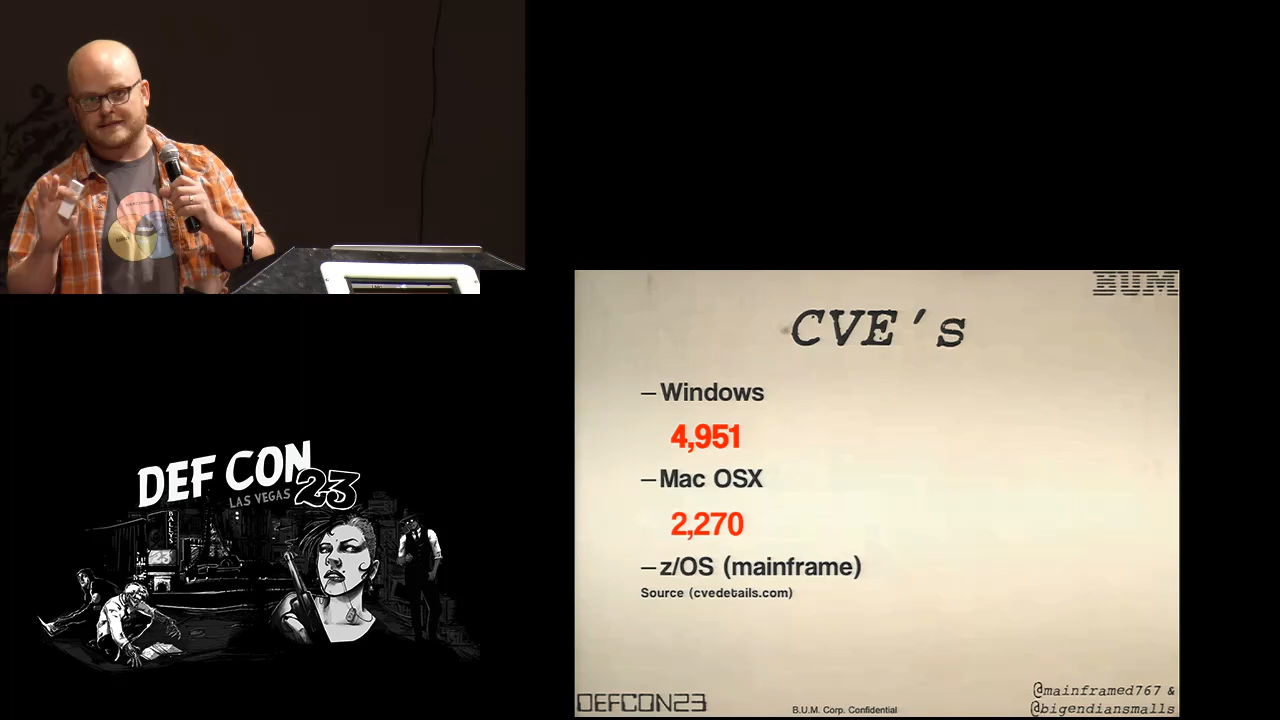 BUM
CVE's
–Windows
4,951
–Mac OSX
2,270
–z/OS (mainframe)
Source (cvedetails.com)
DEFCON23
B.U.M. Corp. Confidential
@mainframed767 &
@bigendiansmalls
DEF CON
LAS VEGAS 23
BALLYS